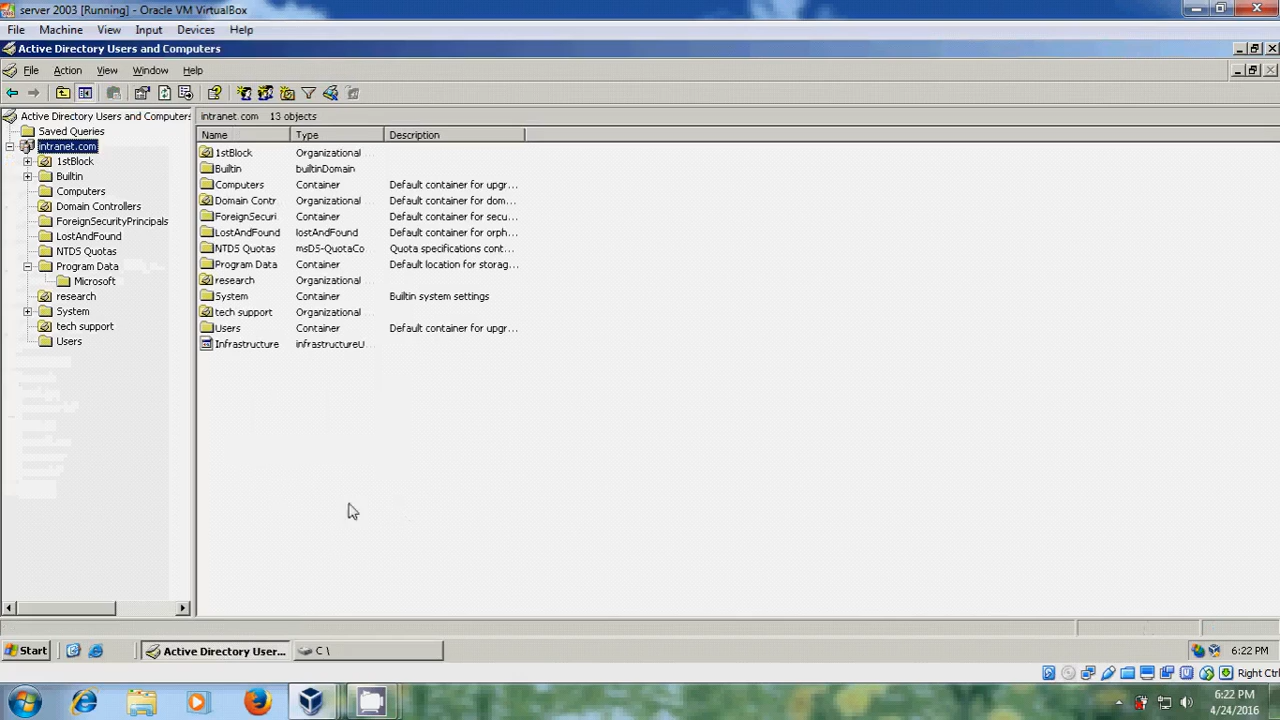 server 2003 [Running] - Oracle VM VirtualBox
File Machine View Input Devices Help
Active Directory Users and Computers
File Action View Window Help
Active Directory Users and Computers
Saved Queries
intranet.com
1stBlock
Builtin
Computers
Domain Controllers
ForeignSecurityPrincipals
LostAndFound
NTDS Quotas
Program Data
Microsoft
research
System
tech support
Users
intranet.com 13 objects
Name Type Description
1stBlock Organizational
Builtin builtinDomain
Computers Container Default container for upgr...
Domain Contr Organizational Default container for dom...
ForeignSecuri Container Default container for secu...
LostAndFound lostAndFound Default container for orph...
NTDS Quotas msDS-QuotaCo Quota specifications cont...
Program Data Container Default location for storag...
research Organizational
System Container Builtin system settings
tech support Organizational
Users Container Default container for upgr...
Infrastructure infrastructureU...
Start Active Directory User... C:\ 6:22 PM
Right Ctrl
6:22 PM
4/24/2016